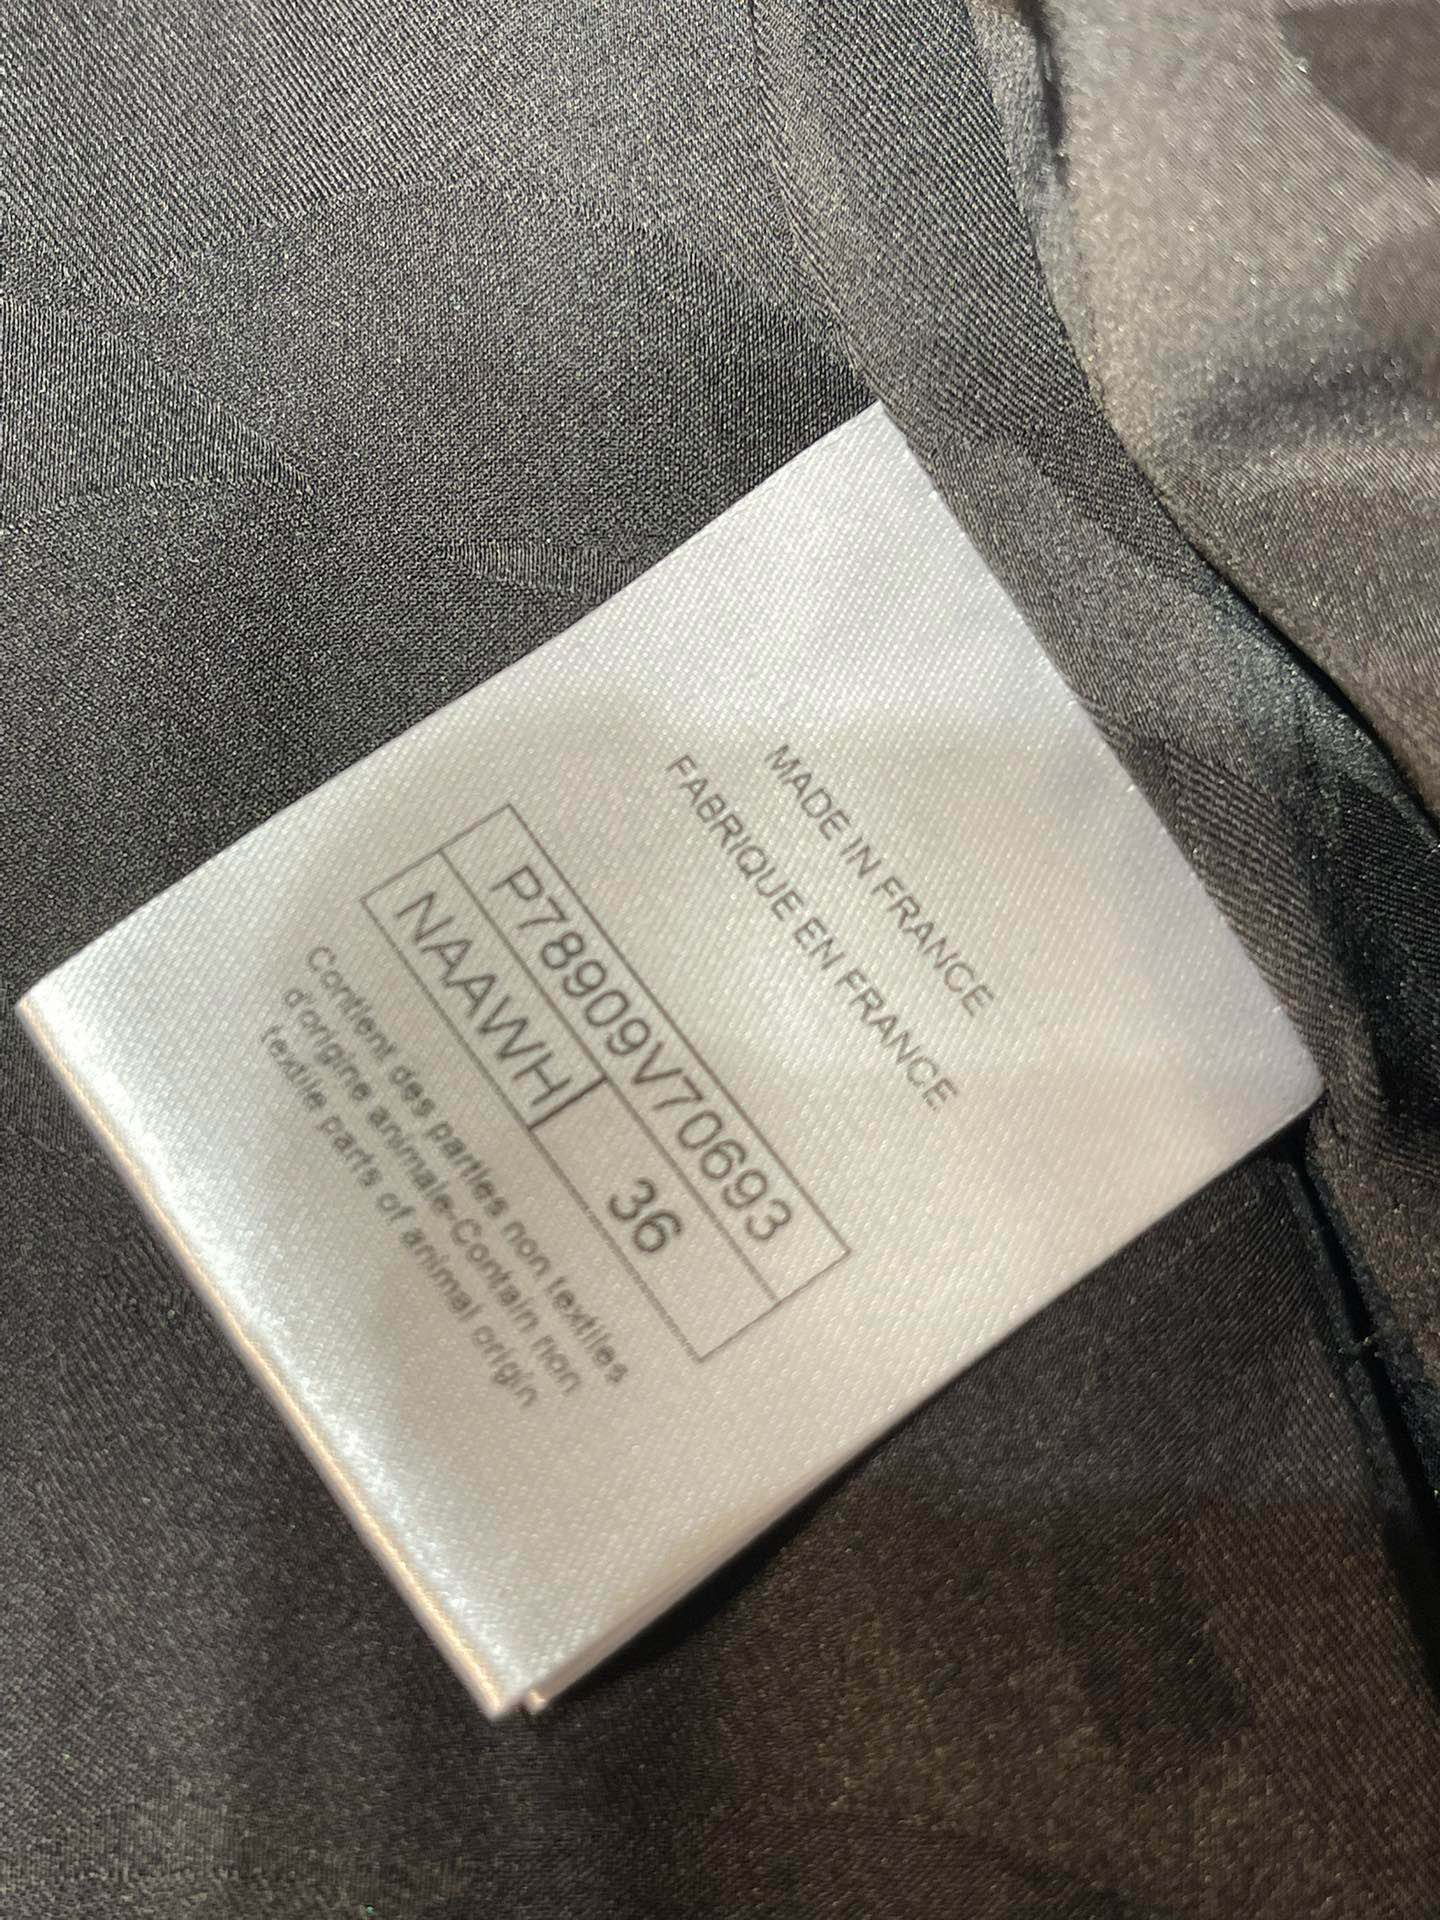 MADE IN FRANCE
FABRIQUE EN FRANCE
P78909V70693
NAAWH 36
Contient des parties non textiles
d'origine animale-Contain non
textile parts of animal origin